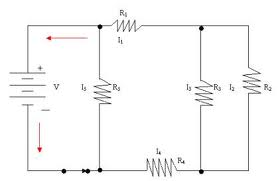 R₁
I₁
+
V
−
I₅ R₅
I₃ R₃
I₂ R₂
I₄ R₄